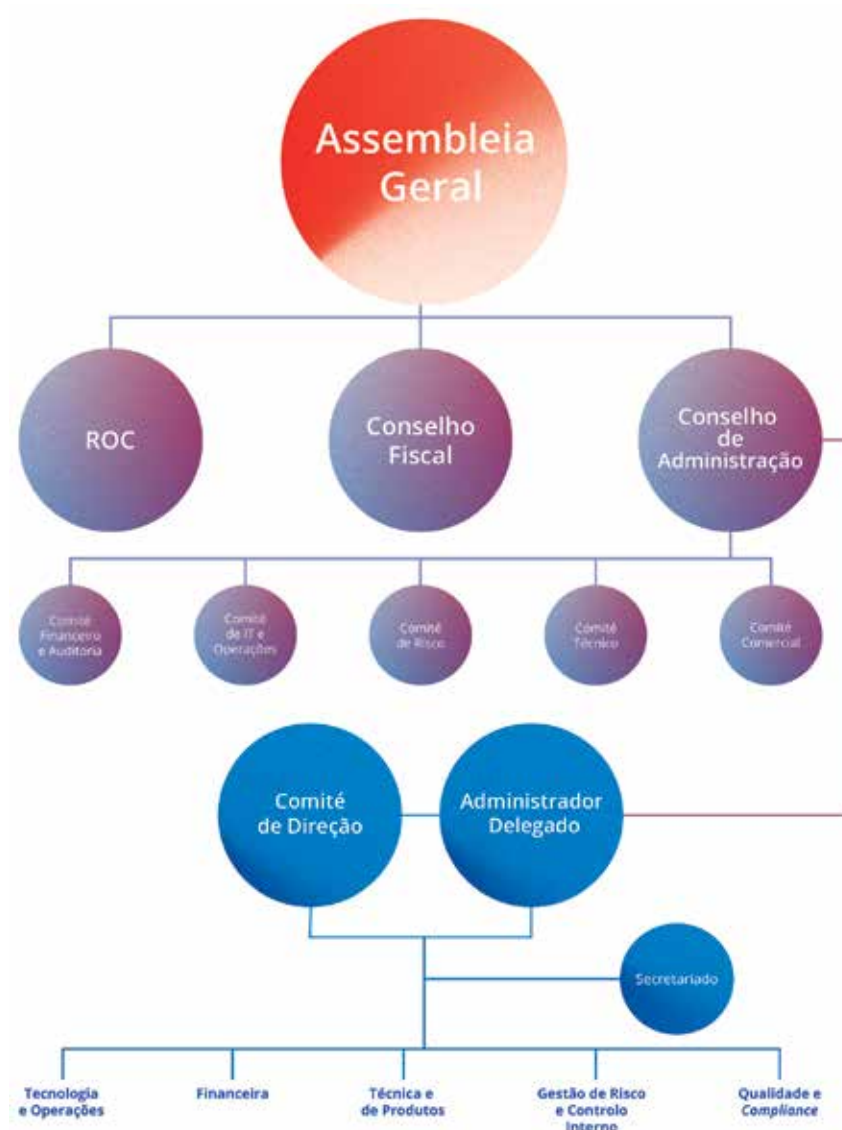 Assembleia
Geral
ROC
Conselho
Fiscal
Conselho
de
Administração
Comité
Financeiro
e Auditoria
Comité
de IT e
Operações
Comité
de Risco
Comité
Técnico
Comité
Comercial
Comité
de Direção
Administrador
Delegado
Secretariado
Tecnologia
e Operações
Financeira
Técnica e
de Produtos
Gestão de Risco
e Controlo
Interno
Qualidade e
Compliance